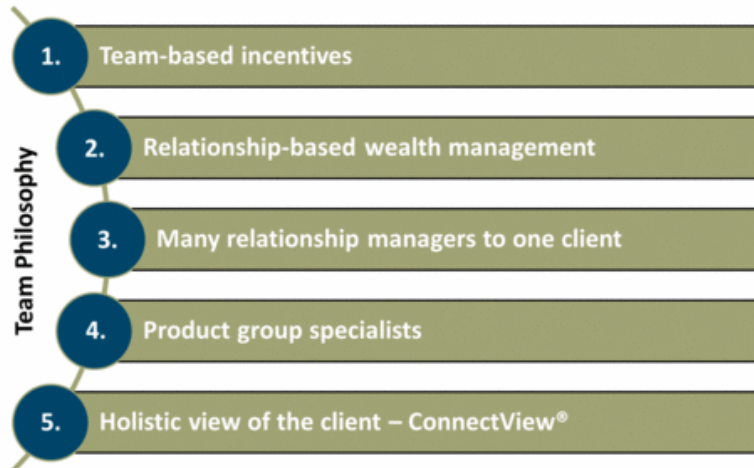 Team Philosophy
1. Team-based incentives
2. Relationship-based wealth management
3. Many relationship managers to one client
4. Product group specialists
5. Holistic view of the client – ConnectView®